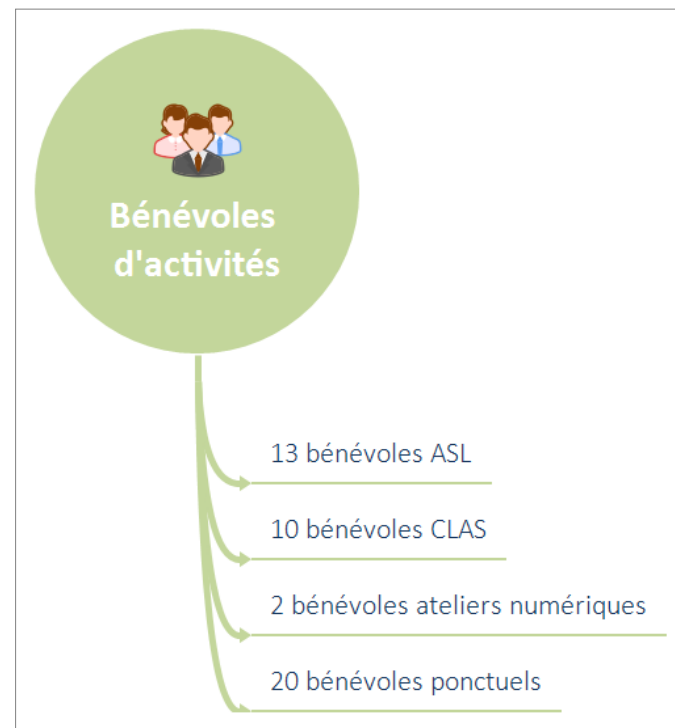 Bénévoles
d'activités
13 bénévoles ASL
10 bénévoles CLAS
2 bénévoles ateliers numériques
20 bénévoles ponctuels